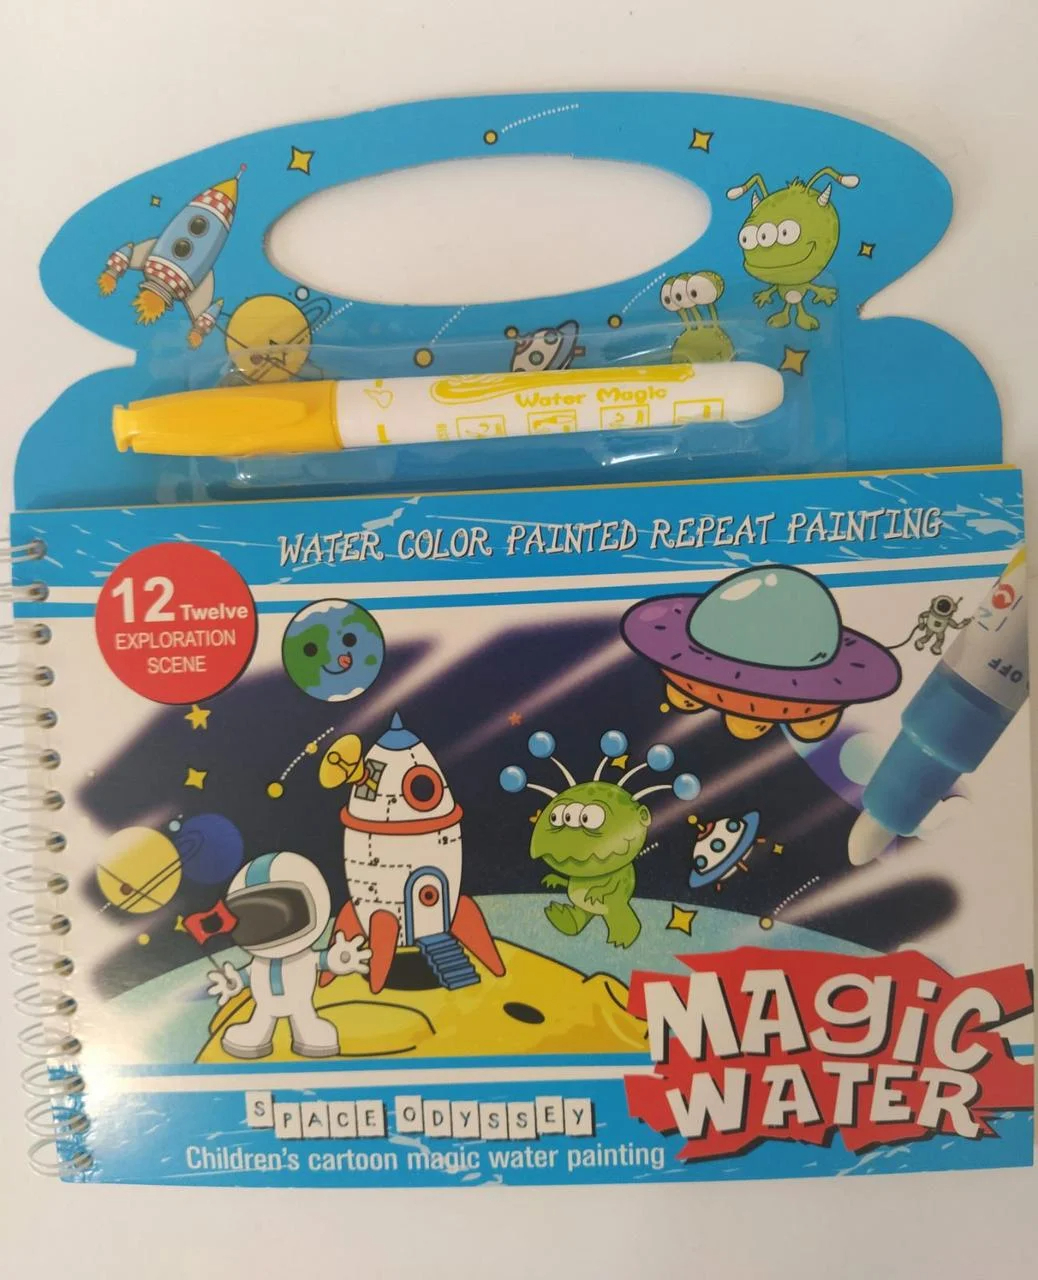 Water Magic
WATER COLOR PAINTED REPEAT PAINTING
12 Twelve
EXPLORATION
SCENE
OFF
MAgiC
WATER
SPACE ODYSSEY
Children's cartoon magic water painting